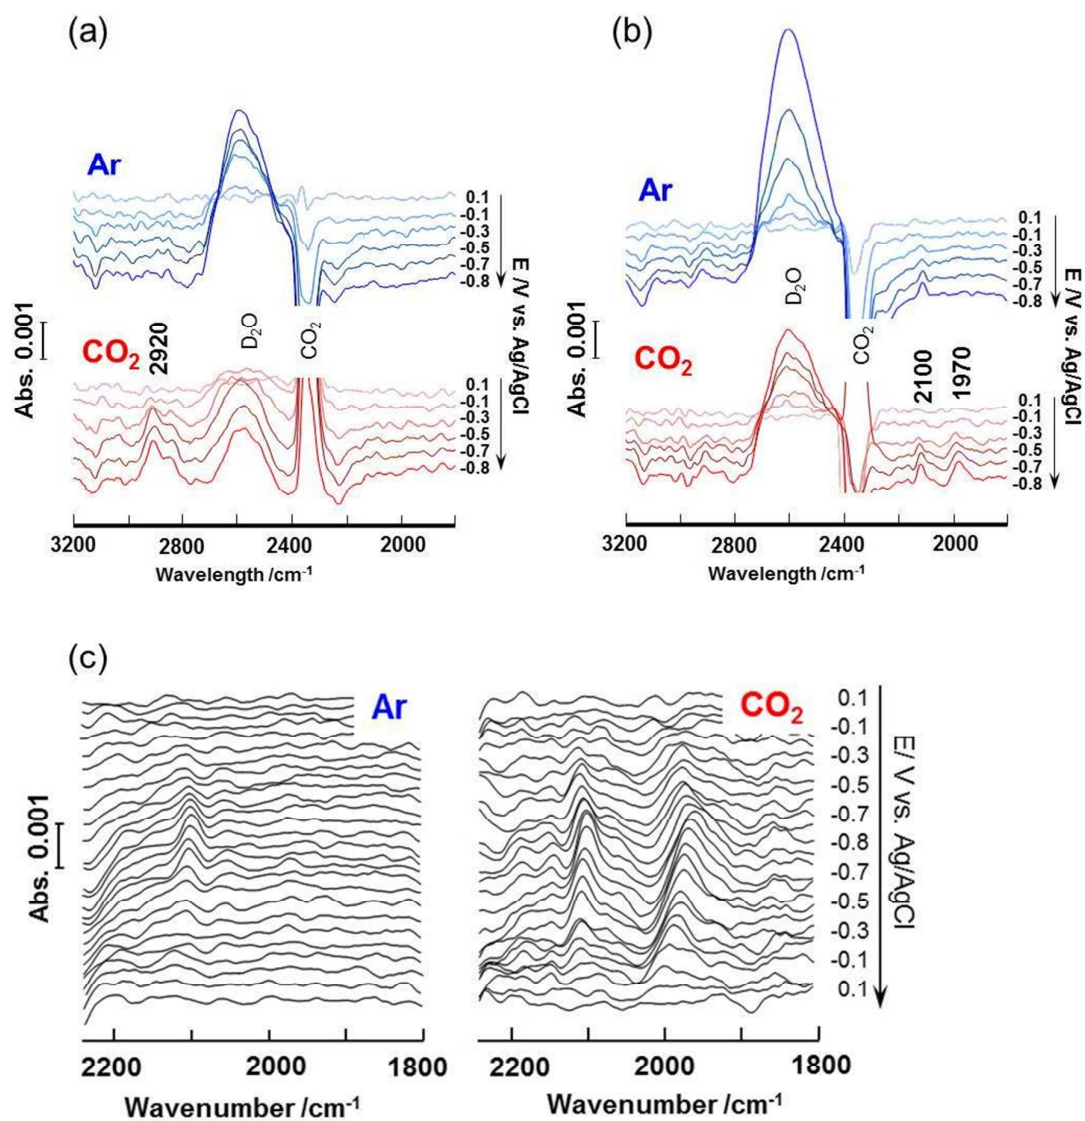 (a)
Ar
0.1
-0.1
-0.3
-0.5
-0.7
-0.8
E /V vs. Ag/AgCl
Abs. 0.001
CO2
2920
D2O
CO2
0.1
-0.1
-0.3
-0.5
-0.7
-0.8
3200 2800 2400 2000
Wavelength /cm-1
(b)
Ar
0.1
-0.1
-0.3
-0.5
-0.7
-0.8
E /V vs. Ag/AgCl
Abs. 0.001
CO2
D2O
CO2
2100
1970
0.1
-0.1
-0.3
-0.5
-0.7
-0.8
3200 2800 2400 2000
Wavelength /cm-1
(c)
Ar
Abs. 0.001
2200 2000 1800
Wavenumber /cm-1
CO2
0.1
-0.1
-0.3
-0.5
-0.7
-0.8
-0.7
-0.5
-0.3
-0.1
0.1
E/ V vs. Ag/AgCl
2200 2000 1800
Wavenumber /cm-1